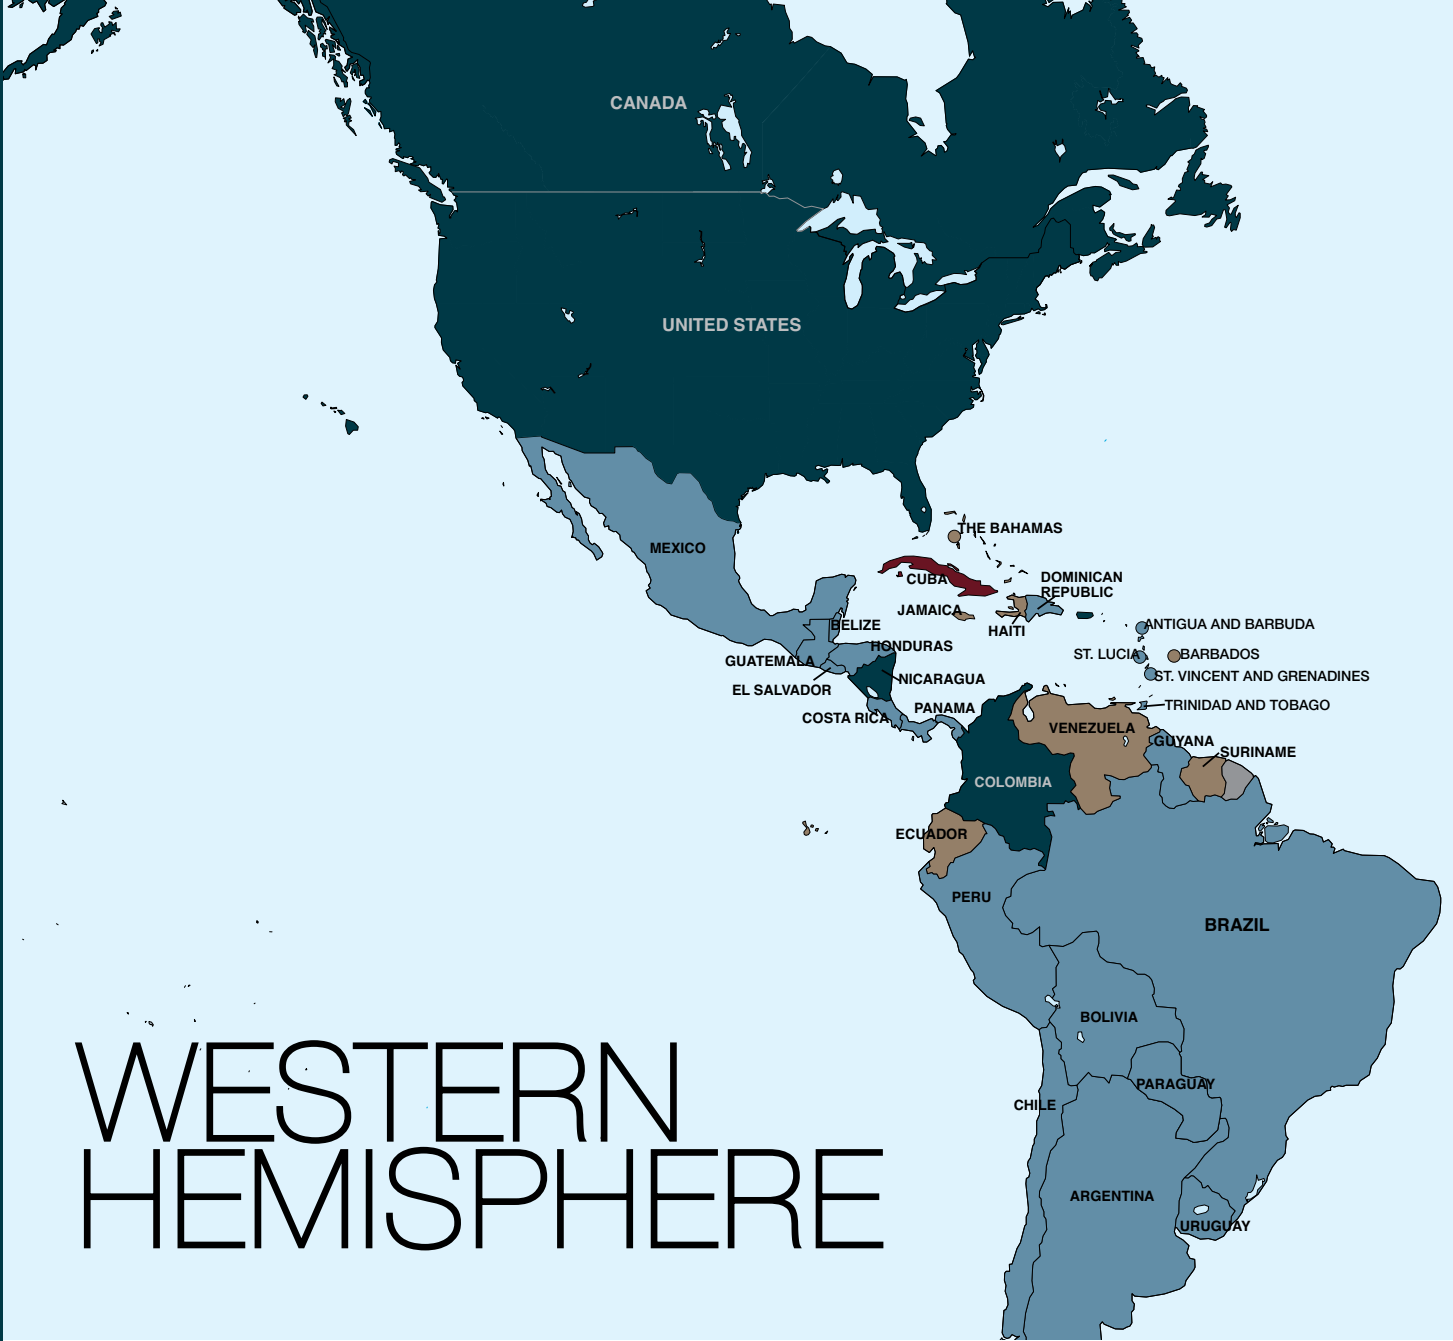 CANADA
UNITED STATES
MEXICO
THE BAHAMAS
CUBA
DOMINICAN
REPUBLIC
JAMAICA
HAITI
BELIZE
ANTIGUA AND BARBUDA
HONDURAS
ST. LUCIA
BARBADOS
GUATEMALA
ST. VINCENT AND GRENADINES
NICARAGUA
EL SALVADOR
TRINIDAD AND TOBAGO
PANAMA
COSTA RICA
VENEZUELA
GUYANA
SURINAME
COLOMBIA
ECUADOR
PERU
BRAZIL
BOLIVIA
PARAGUAY
CHILE
ARGENTINA
URUGUAY
WESTERN
HEMISPHERE